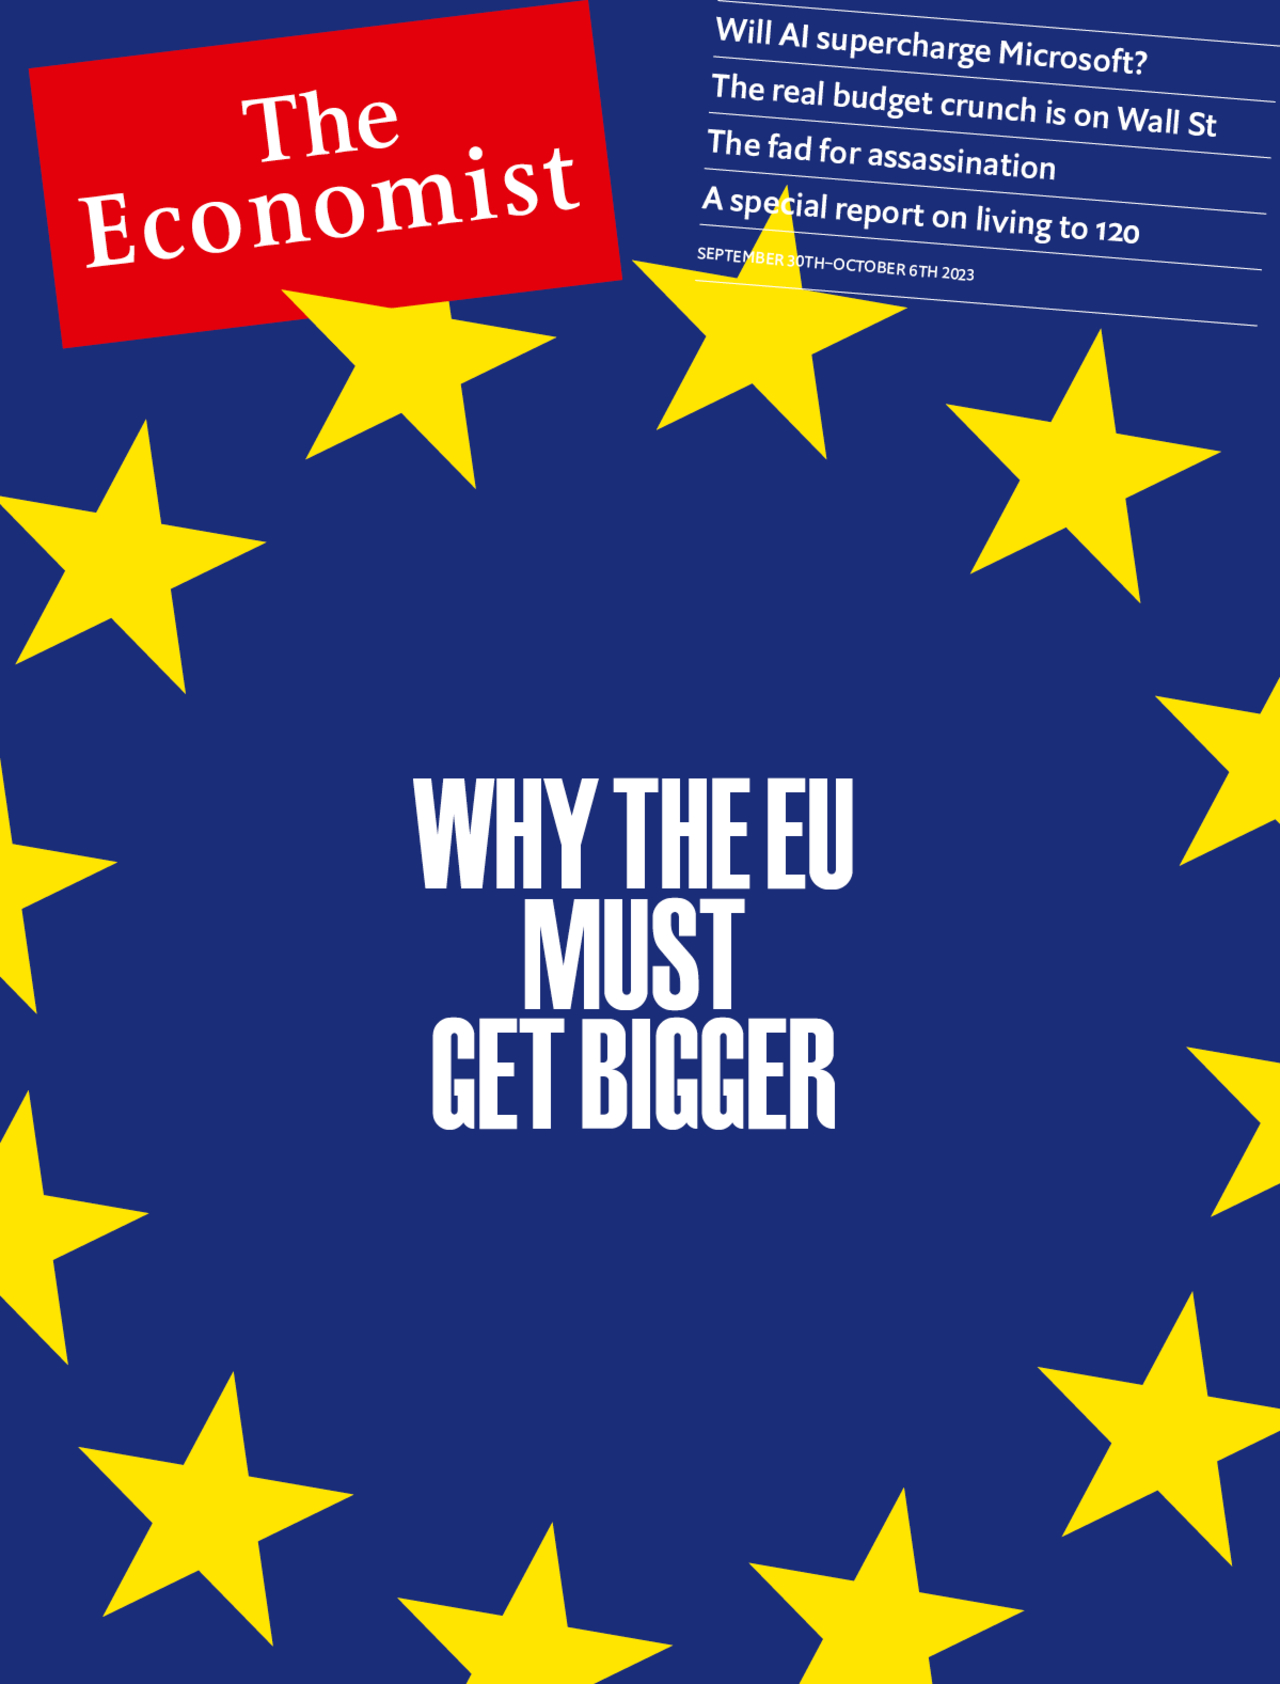 The
Economist
Will AI supercharge Microsoft?
The real budget crunch is on Wall St
The fad for assassination
A special report on living to 120
SEPTEMBER 30TH–OCTOBER 6TH 2023
WHY THE EU
MUST
GET BIGGER